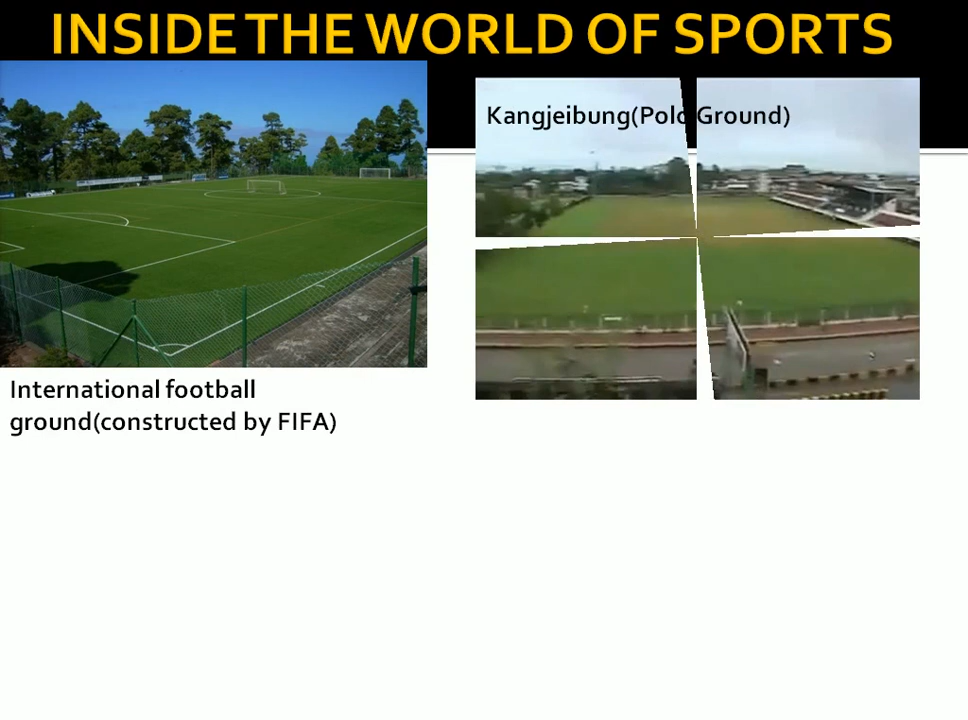 INSIDE THE WORLD OF SPORTS
Kangjeibung(Polo Ground)
International football
ground(constructed by FIFA)